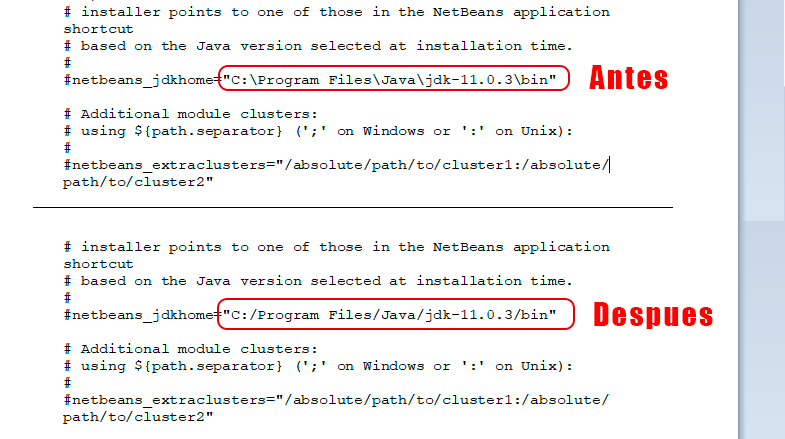 # installer points to one of those in the NetBeans application
shortcut
# based on the Java version selected at installation time.
#
#netbeans_jdkhome="C:\Program Files\Java\jdk-11.0.3\bin" Antes
# Additional module clusters:
# using ${path.separator} (';' on Windows or ':' on Unix):
#
#netbeans_extraclusters="/absolute/path/to/cluster1:/absolute/
path/to/cluster2"
# installer points to one of those in the NetBeans application
shortcut
# based on the Java version selected at installation time.
#
#netbeans_jdkhome="C:/Program Files/Java/jdk-11.0.3/bin" Despues
# Additional module clusters:
# using ${path.separator} (';' on Windows or ':' on Unix):
#
#netbeans_extraclusters="/absolute/path/to/cluster1:/absolute/
path/to/cluster2"